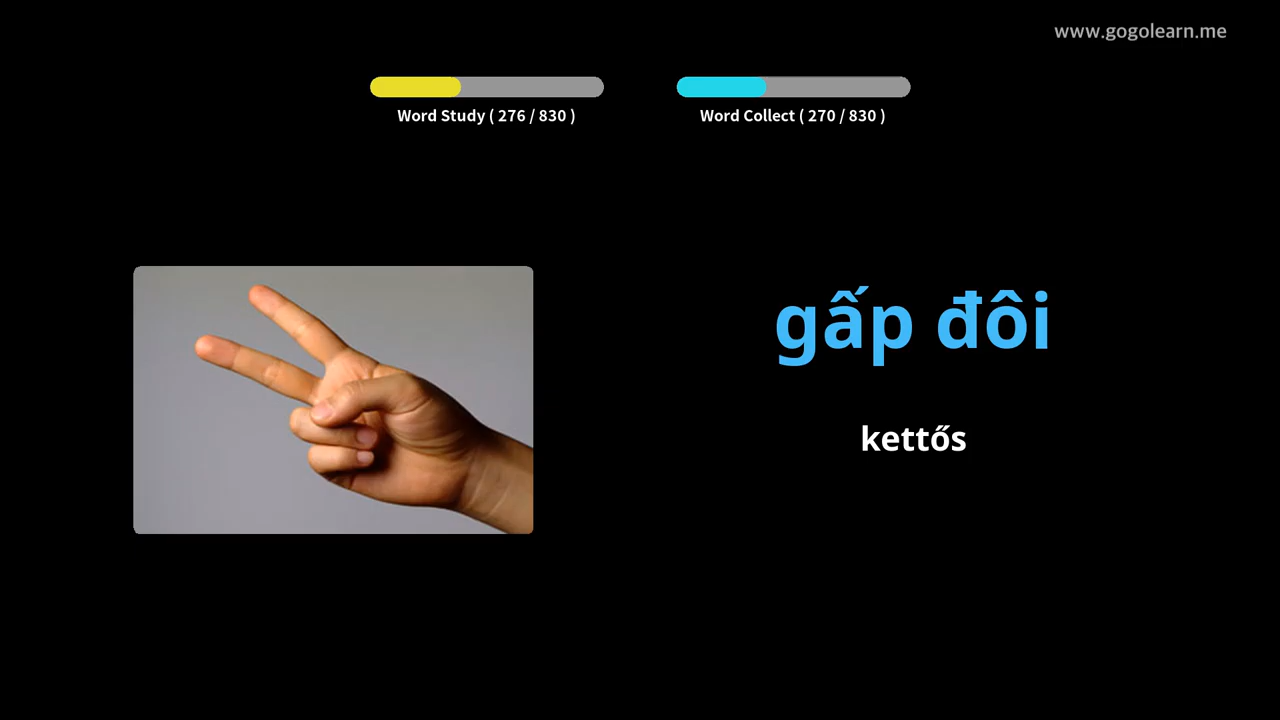 www.gogolearn.me
Word Study ( 276 / 830 )
Word Collect ( 270 / 830 )
gấp đôi
kettős